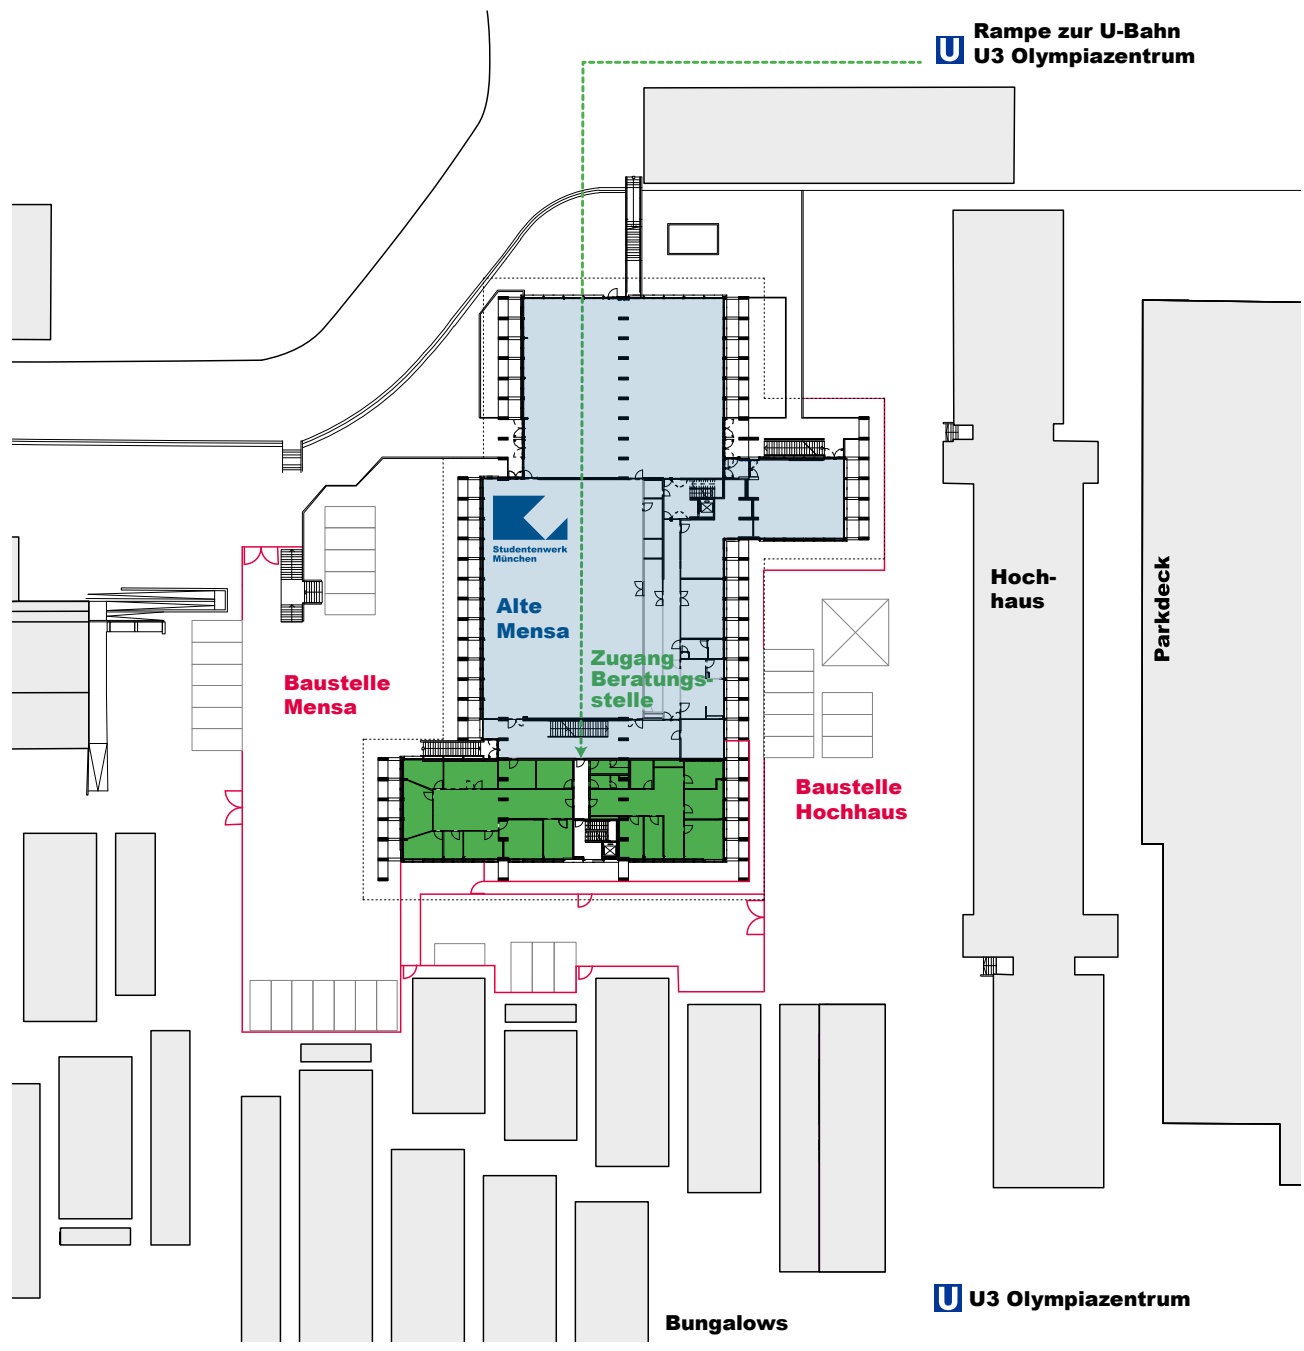 U
Rampe zur U-Bahn
U3 Olympiazentrum
Studentenwerk
München
Alte
Mensa
Zugang
Beratungs-
stelle
Baustelle
Mensa
Baustelle
Hochhaus
Hoch-
haus
Parkdeck
U
U3 Olympiazentrum
Bungalows